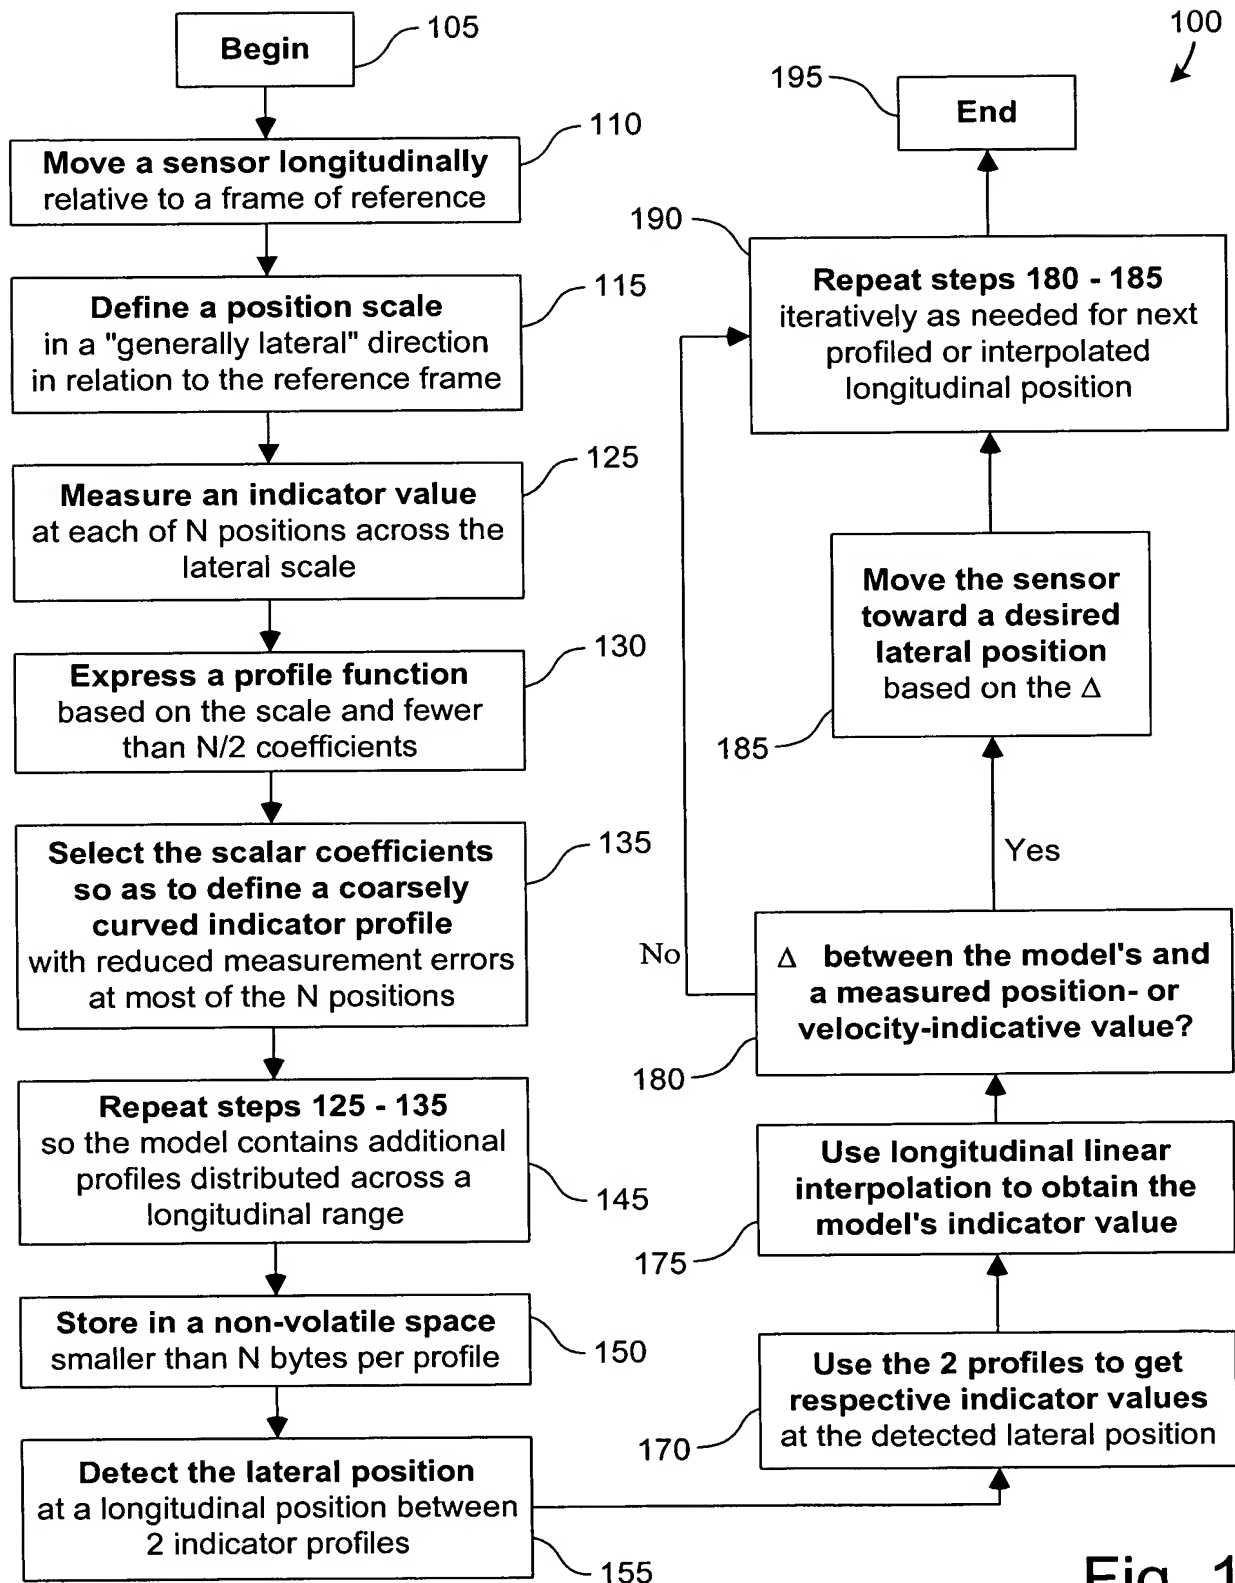 Begin
105
Move a sensor longitudinally
relative to a frame of reference
110
Define a position scale
in a "generally lateral" direction
in relation to the reference frame
115
Measure an indicator value
at each of N positions across the
lateral scale
125
Express a profile function
based on the scale and fewer
than N/2 coefficients
130
Select the scalar coefficients
so as to define a coarsely
curved indicator profile
with reduced measurement errors
at most of the N positions
135
Repeat steps 125 - 135
so the model contains additional
profiles distributed across a
longitudinal range
145
Store in a non-volatile space
smaller than N bytes per profile
150
Detect the lateral position
at a longitudinal position between
2 indicator profiles
155
Use the 2 profiles to get
respective indicator values
at the detected lateral position
170
Use longitudinal linear
interpolation to obtain the
model's indicator value
175
Δ between the model's and
a measured position- or
velocity-indicative value?
180
No
Yes
Move the sensor
toward a desired
lateral position
based on the Δ
185
Repeat steps 180 - 185
iteratively as needed for next
profiled or interpolated
longitudinal position
190
End
195
100
Fig. 1